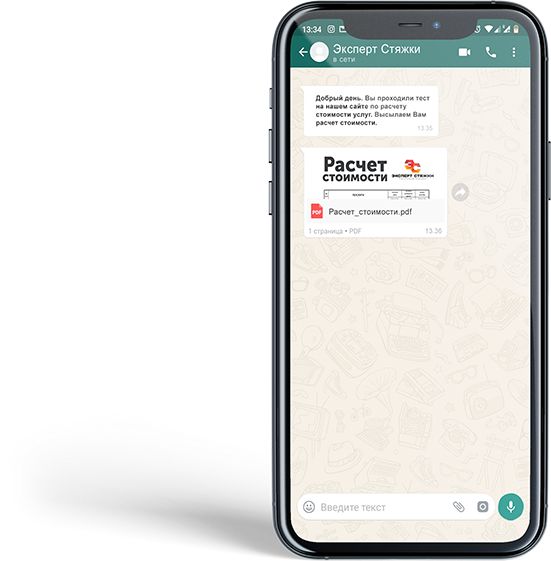 13:34
Эксперт Стяжки
в сети
Добрый день. Вы проходили тест
на нашем сайте по расчету
стоимости услуг. Высылаем Вам
расчет стоимости.
13.35
Расчет
СТОИМОСТИ
ЭС
ЭКСПЕРТ СТЯЖКИ
PDF
Расчет_стоимости.pdf
1 страница • PDF
13.36
Введите текст